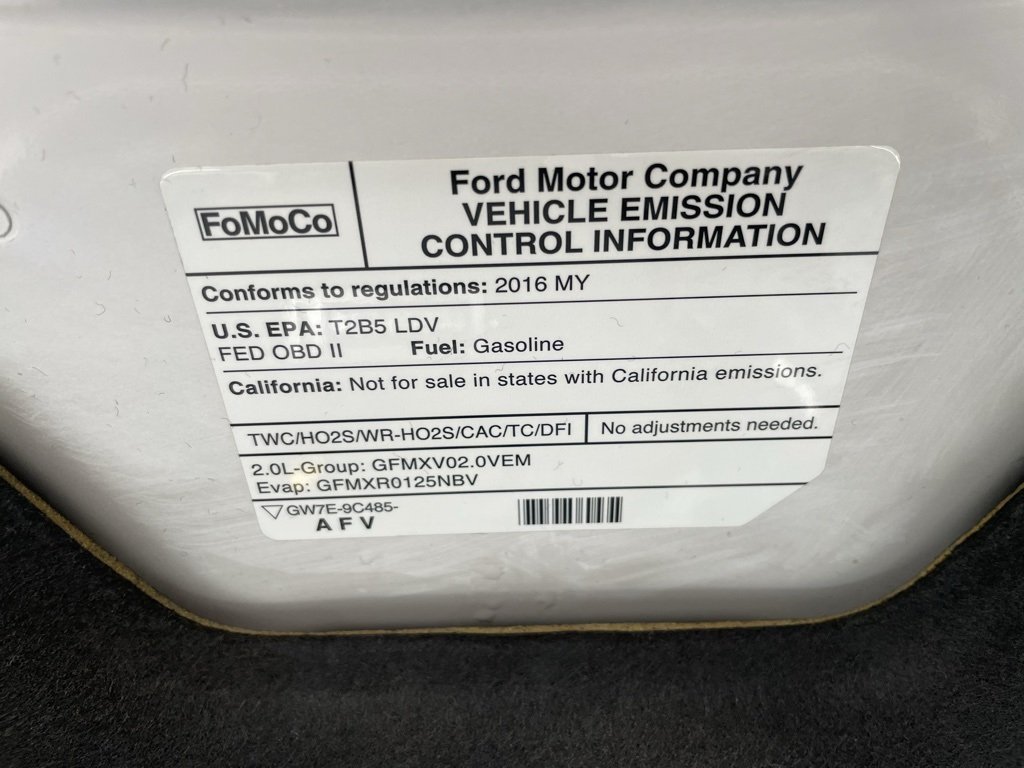 FoMoCo
Ford Motor Company
VEHICLE EMISSION
CONTROL INFORMATION
Conforms to regulations: 2016 MY
U.S. EPA: T2B5 LDV
FED OBD II Fuel: Gasoline
California: Not for sale in states with California emissions.
TWC/HO2S/WR-HO2S/CAC/TC/DFI No adjustments needed.
2.0L-Group: GFMXV02.0VEM
Evap: GFMXR0125NBV
GW7E-9C485-
A F V